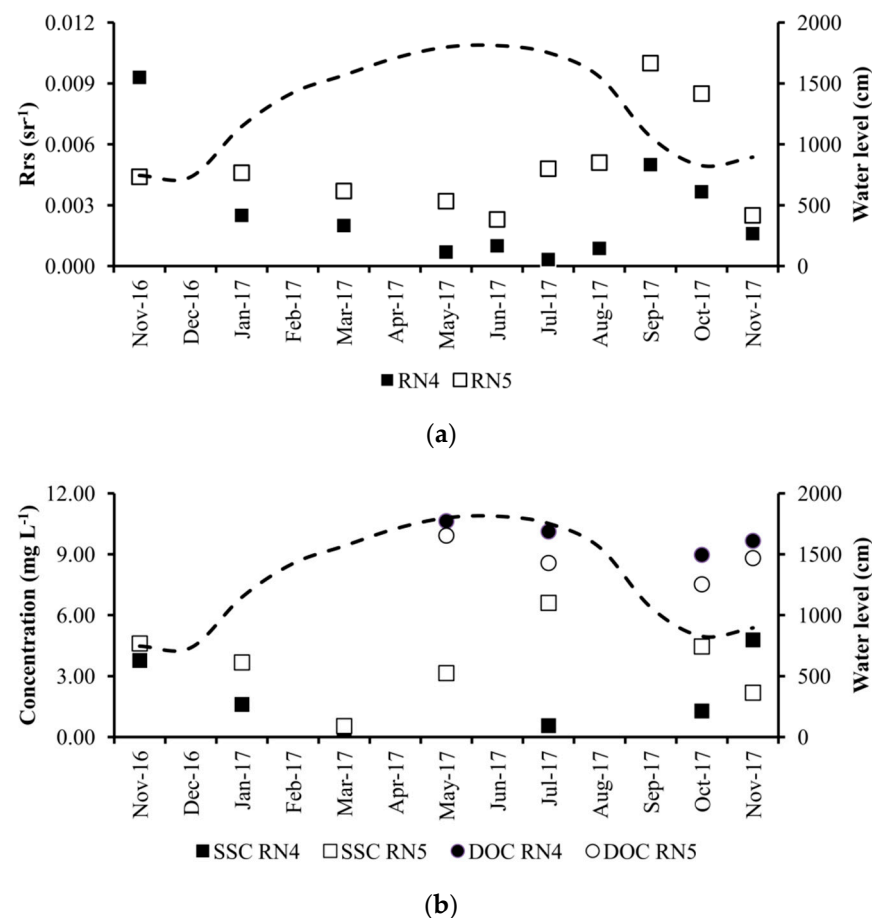 0.012
0.009
0.006
0.003
0.000
Rrs (sr-1)
2000
1500
1000
500
0
Water level (cm)
Nov-16
Dec-16
Jan-17
Feb-17
Mar-17
Apr-17
May-17
Jun-17
Jul-17
Aug-17
Sep-17
Oct-17
Nov-17
RN4 RN5
(a)
12.00
9.00
6.00
3.00
0.00
Concentration (mg L-1)
2000
1500
1000
500
0
Water level (cm)
Nov-16
Dec-16
Jan-17
Feb-17
Mar-17
Apr-17
May-17
Jun-17
Jul-17
Aug-17
Sep-17
Oct-17
Nov-17
SSC RN4 SSC RN5 DOC RN4 DOC RN5
(b)